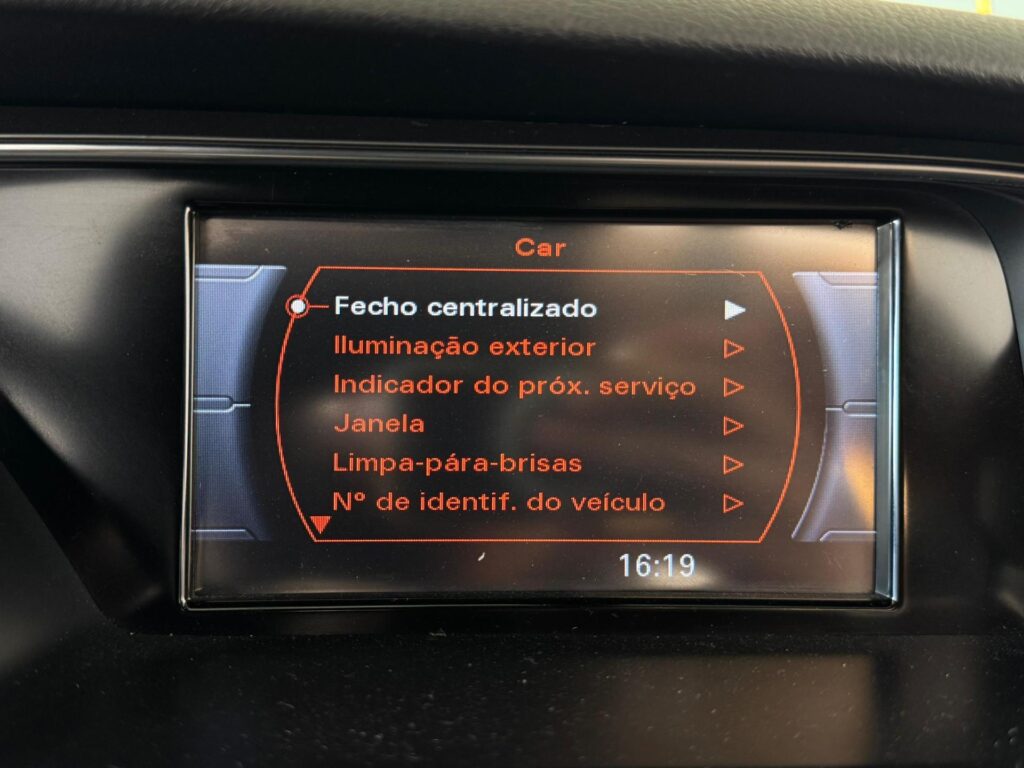 Car
Fecho centralizado
Iluminação exterior
Indicador do próx. serviço
Janela
Limpa-pára-brisas
Nº de identif. do veículo
16:19